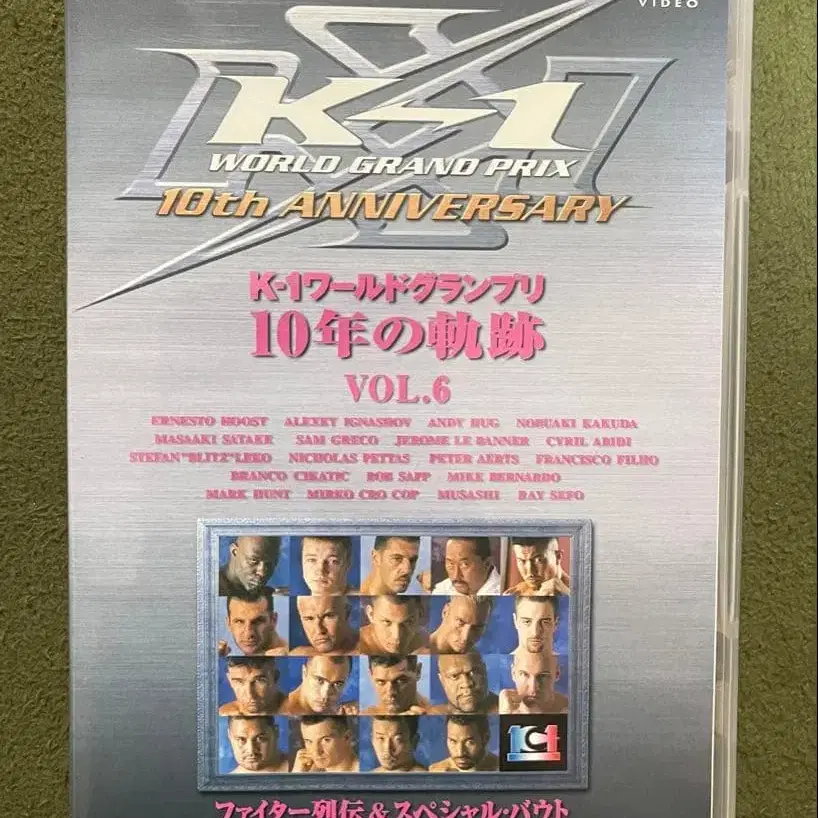 VIDEO
K-1
WORLD GRAND PRIX
10th ANNIVERSARY
K-1ワールドグランプリ
10年の軌跡
VOL.6
ERNESTO HOOST ALEXEY IGNASHOV ANDY HUG NOBUAKI KAKUDA
MASAAKI SATAKE SAM GRECO JEROME LE BANNER CYRIL ABIDI
STEFAN "BLITZ" LEKO NICHOLAS PETTAS PETER AERTS FRANCISCO FILHO
BRANCO CIKATIC BOB SAPP MIKE BERNARDO
MARK HUNT MIRKO CRO COP MUSASHI RAY SEFO
ファイター列伝&スペシャル・バウト